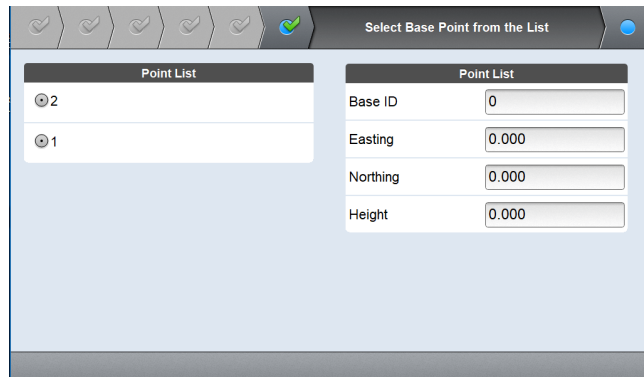 Select Base Point from the List
Point List
2
1
Point List
Base ID 0
Easting 0.000
Northing 0.000
Height 0.000